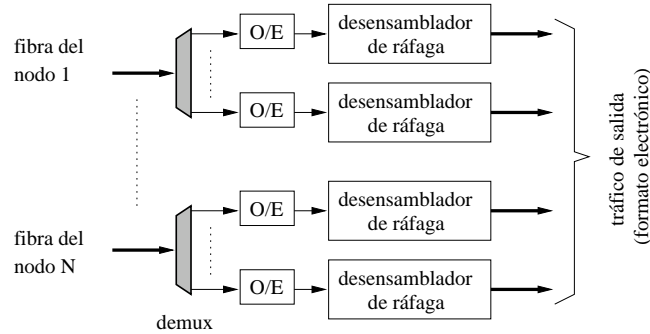 fibra del
nodo 1
O/E
desensamblador
de ráfaga
O/E
desensamblador
de ráfaga
fibra del
nodo N
O/E
desensamblador
de ráfaga
O/E
desensamblador
de ráfaga
demux
tráfico de salida
(formato electrónico)